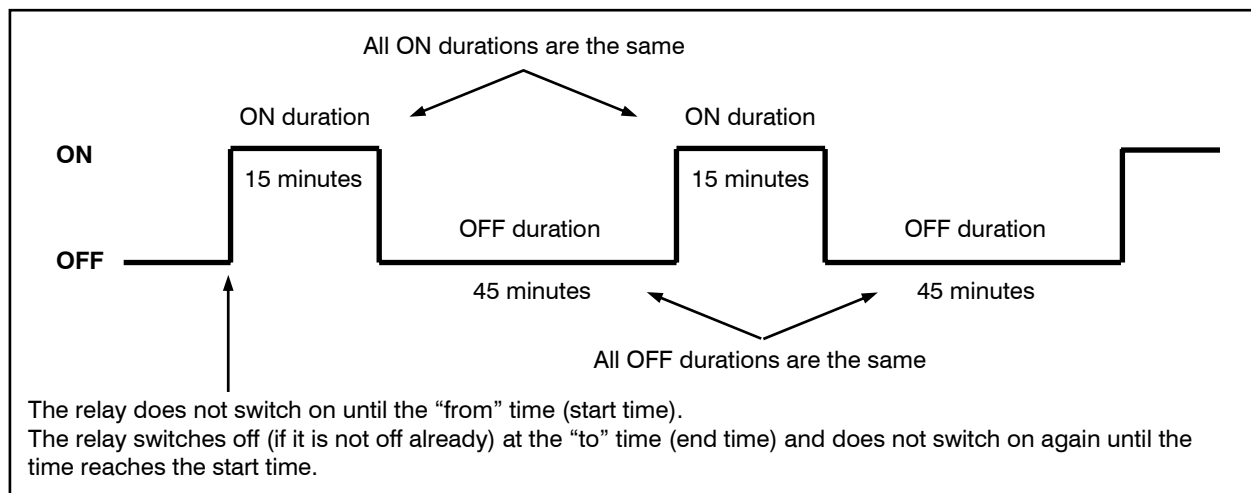 All ON durations are the same
ON duration
ON duration
ON
15 minutes
15 minutes
OFF duration
OFF duration
OFF
45 minutes
45 minutes
All OFF durations are the same
The relay does not switch on until the “from” time (start time).
The relay switches off (if it is not off already) at the “to” time (end time) and does not switch on again until the
time reaches the start time.